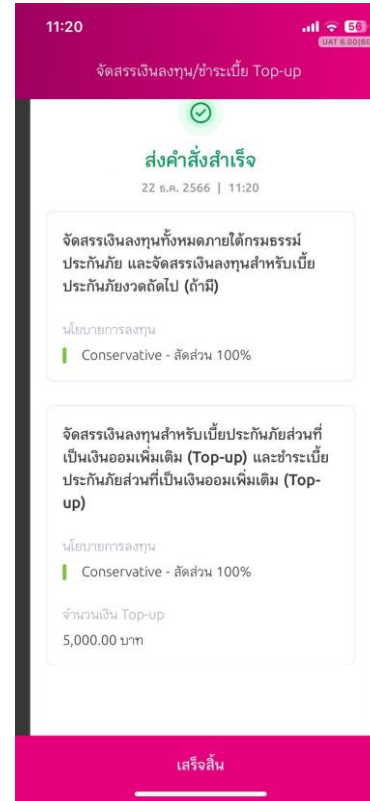 11:20
56
UAT 6.00(60
จัดสรรเงินลงทุน/ชำระเบี้ย Top-up
ส่งคำสั่งสำเร็จ
22 ธ.ค. 2566 | 11:20
จัดสรรเงินลงทุนทั้งหมดภายใต้กรมธรรม์
ประกันภัย และจัดสรรเงินลงทุนสำหรับเบี้ย
ประกันภัยงวดถัดไป (ถ้ามี)
นโยบายการลงทุน
Conservative - สัดส่วน 100%
จัดสรรเงินลงทุนสำหรับเบี้ยประกันภัยส่วนที่
เป็นเงินออมเพิ่มเติม (Top-up) และชำระเบี้ย
ประกันภัยส่วนที่เป็นเงินออมเพิ่มเติม (Top-
up)
นโยบายการลงทุน
Conservative - สัดส่วน 100%
จำนวนเงิน Top-up
5,000.00 บาท
เสร็จสิ้น